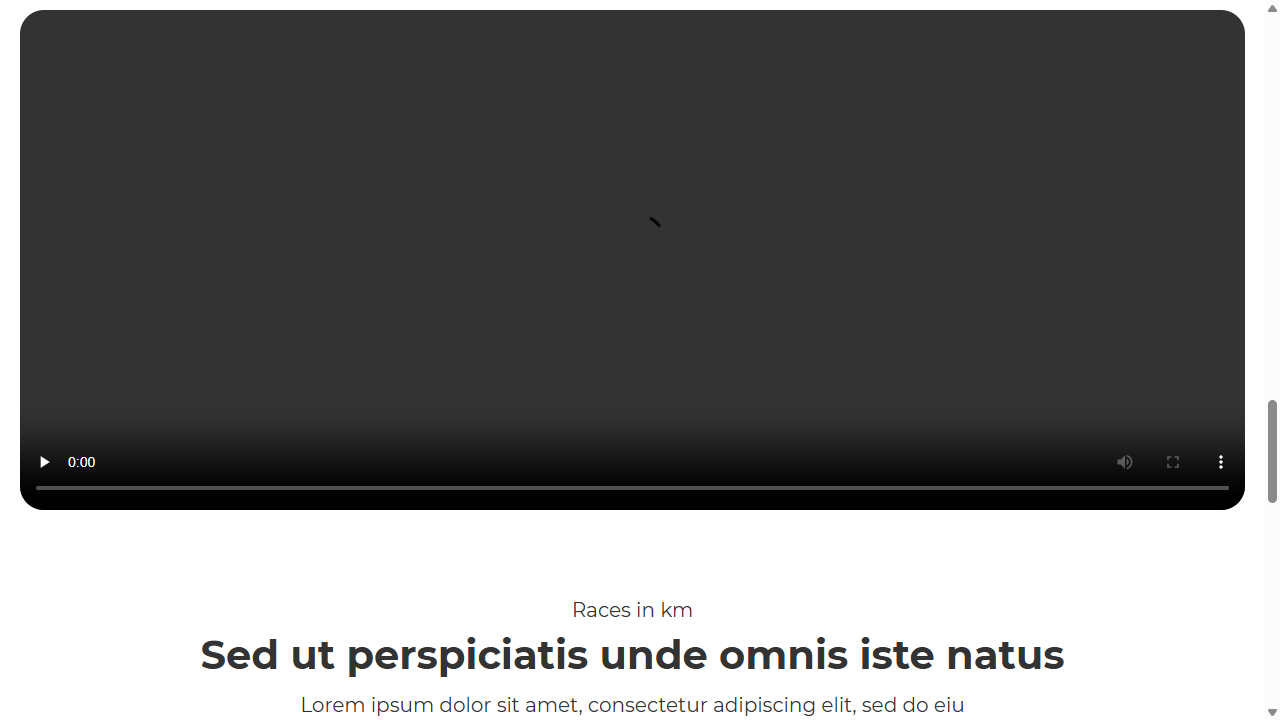 0:00
Races in km
Sed ut perspiciatis unde omnis iste natus
Lorem ipsum dolor sit amet, consectetur adipiscing elit, sed do eiu